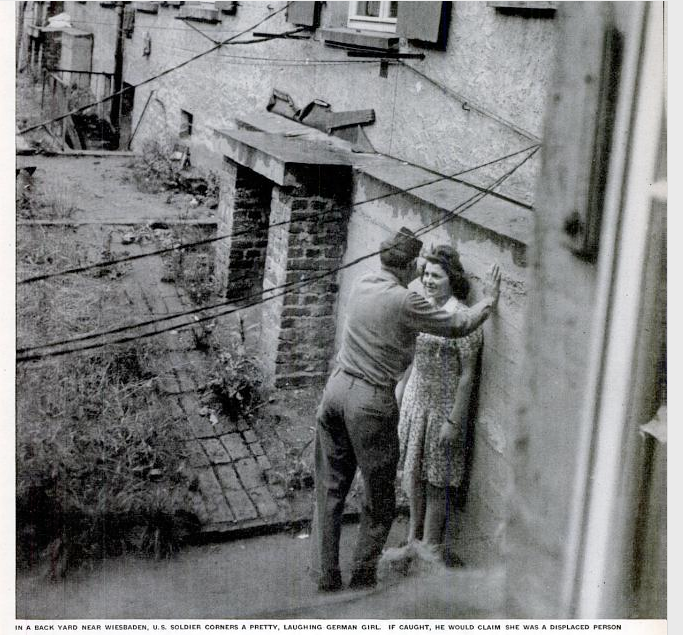 IN A BACK YARD NEAR WIESBADEN, U.S. SOLDIER CORNERS A PRETTY, LAUGHING GERMAN GIRL. IF CAUGHT, HE WOULD CLAIM SHE WAS A DISPLACED PERSON